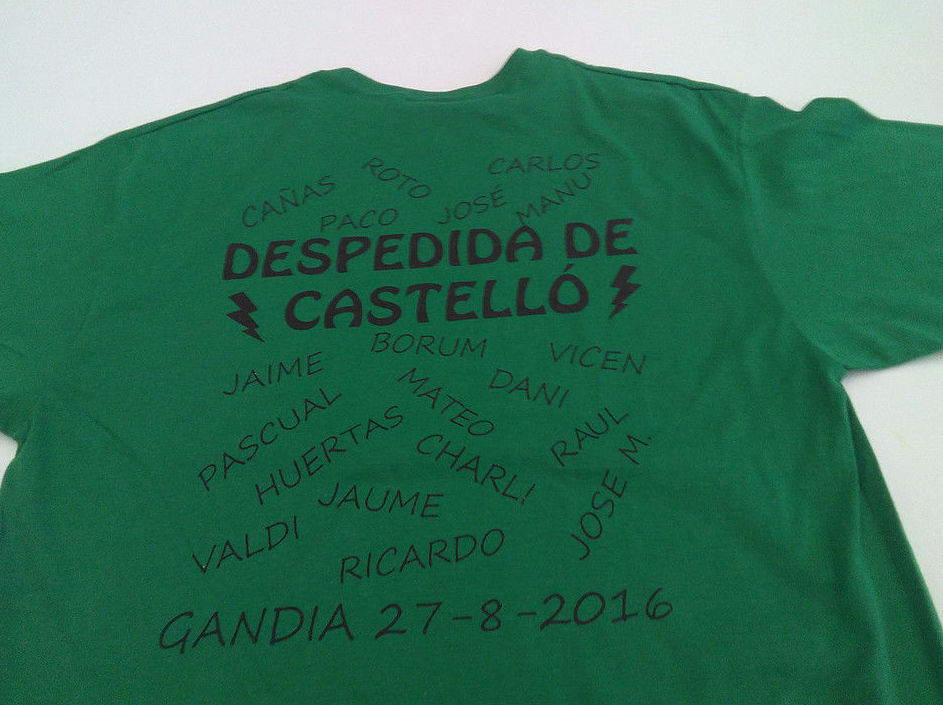 CAÑAS
ROTO
CARLOS
PACO
JOSÉ
MANU
DESPEDIDA DE
CASTELLÓ
JAIME
BORUM
VICEN
PASCUAL
MATEO
DANI
HUERTAS
CHARLI
RAUL
JAUME
JOSE M.
VALDI
RICARDO
GANDIA 27-8-2016